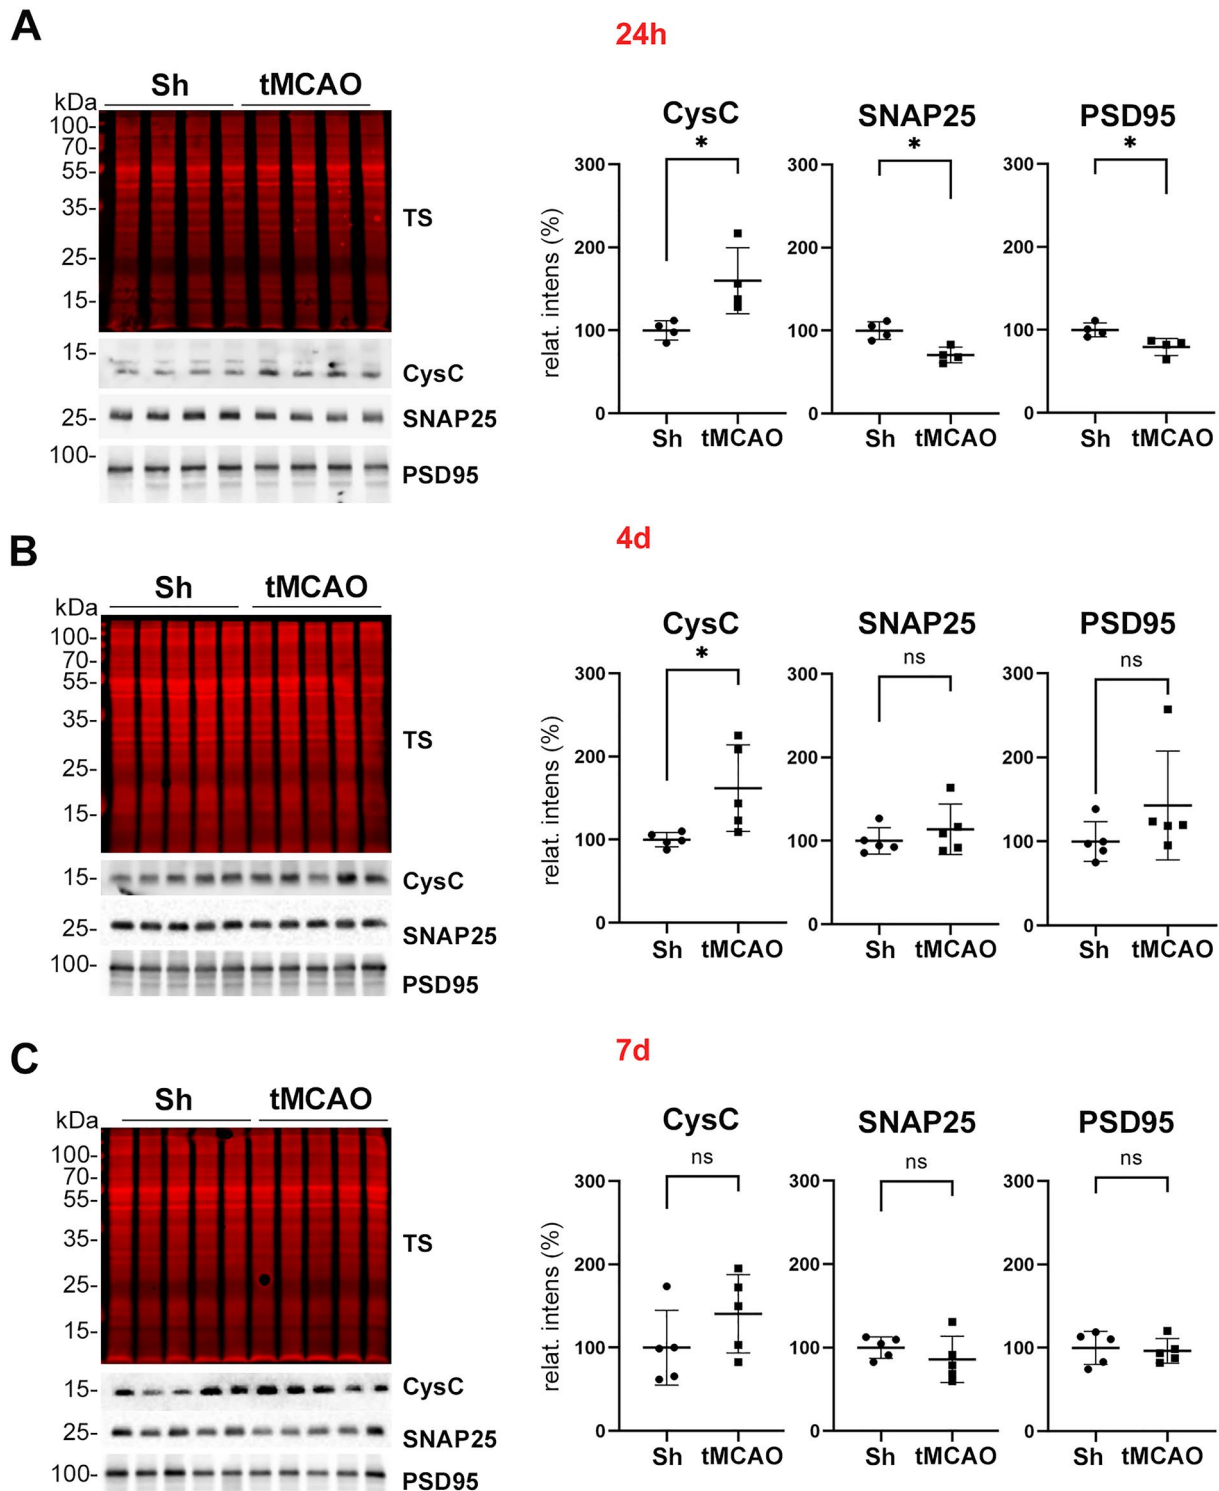 A
24h
Sh tMCAO
kDa
100-
70-
55-
35-
25-
15-
TS
15-
CysC
25-
SNAP25
100-
PSD95
CysC
*
relat. intens (%)
300
200
100
0
Sh tMCAO
SNAP25
*
300
200
100
0
Sh tMCAO
PSD95
*
300
200
100
0
Sh tMCAO
B
4d
Sh tMCAO
kDa
100-
70-
55-
35-
25-
15-
TS
15-
CysC
25-
SNAP25
100-
PSD95
CysC
*
relat. intens (%)
300
200
100
0
Sh tMCAO
SNAP25
ns
300
200
100
0
Sh tMCAO
PSD95
ns
300
200
100
0
Sh tMCAO
C
7d
Sh tMCAO
kDa
100-
70-
55-
35-
25-
15-
TS
15-
CysC
25-
SNAP25
100-
PSD95
CysC
ns
relat. intens (%)
300
200
100
0
Sh tMCAO
SNAP25
ns
300
200
100
0
Sh tMCAO
PSD95
ns
300
200
100
0
Sh tMCAO